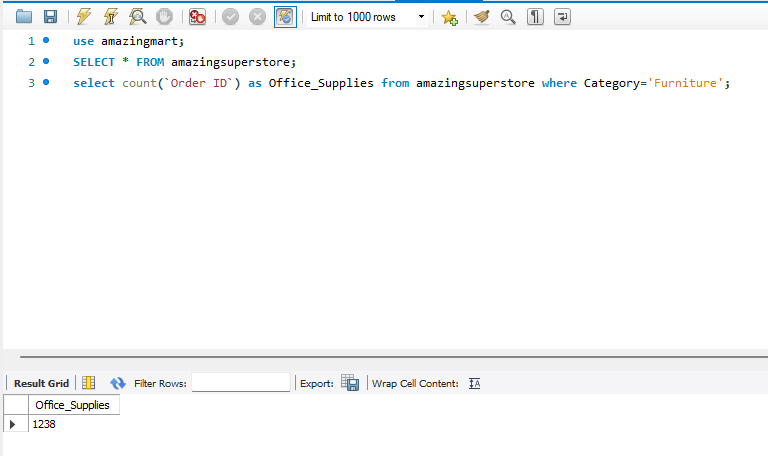 Limit to 1000 rows
1 use amazingmart;
2 SELECT * FROM amazingsuperstore;
3 select count(`Order ID`) as Office_Supplies from amazingsuperstore where Category='Furniture';
Result Grid Filter Rows: Export: Wrap Cell Content: IA
Office_Supplies
1238